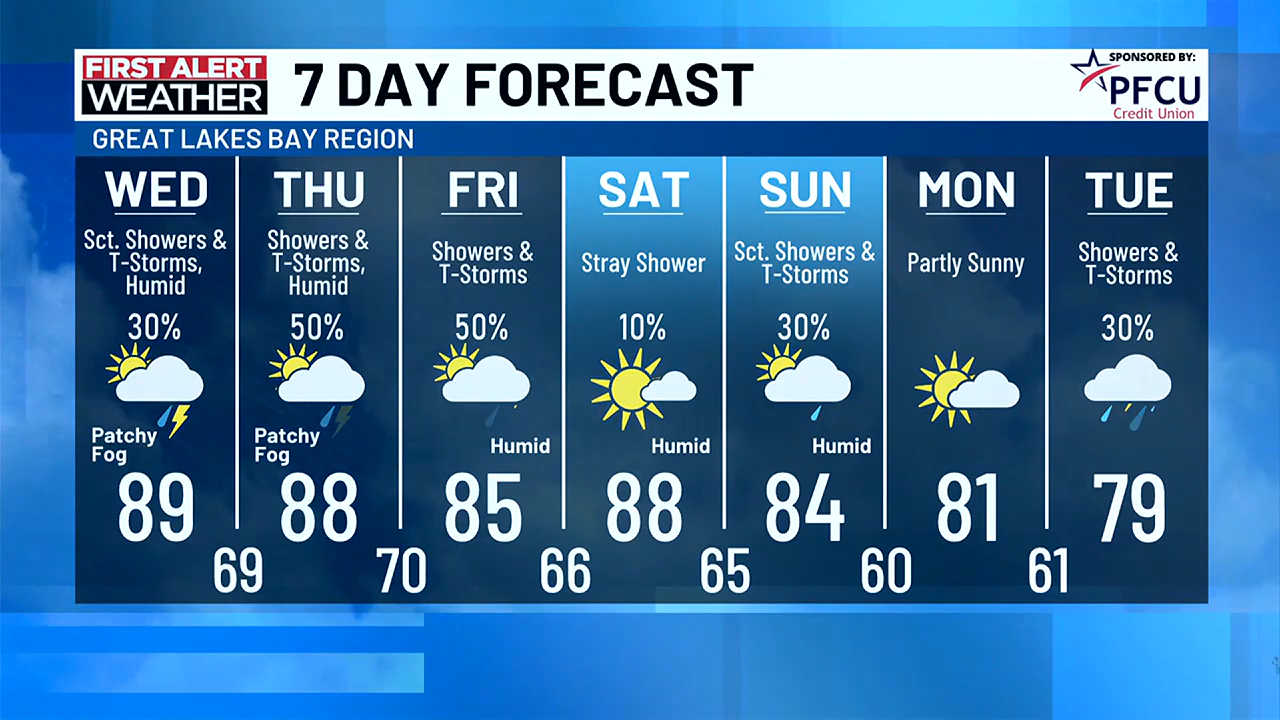 FIRST ALERT
WEATHER
7 DAY FORECAST
SPONSORED BY:
PFCU
Credit Union
GREAT LAKES BAY REGION
WED
Sct. Showers &
T-Storms,
Humid
30%
Patchy
Fog
89
THU
Showers &
T-Storms,
Humid
50%
Patchy
Fog
88
FRI
Showers &
T-Storms
50%
Humid
85
SAT
Stray Shower
10%
Humid
88
SUN
Sct. Showers &
T-Storms
30%
Humid
84
MON
Partly Sunny
81
TUE
Showers &
T-Storms
30%
79
69
70
66
65
60
61